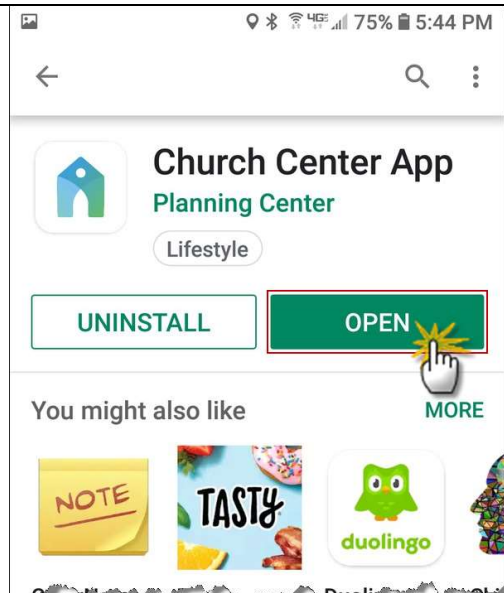 4G 75% 5:44 PM
Church Center App
Planning Center
Lifestyle
UNINSTALL
OPEN
You might also like
MORE
NOTE
TASTY
duolingo